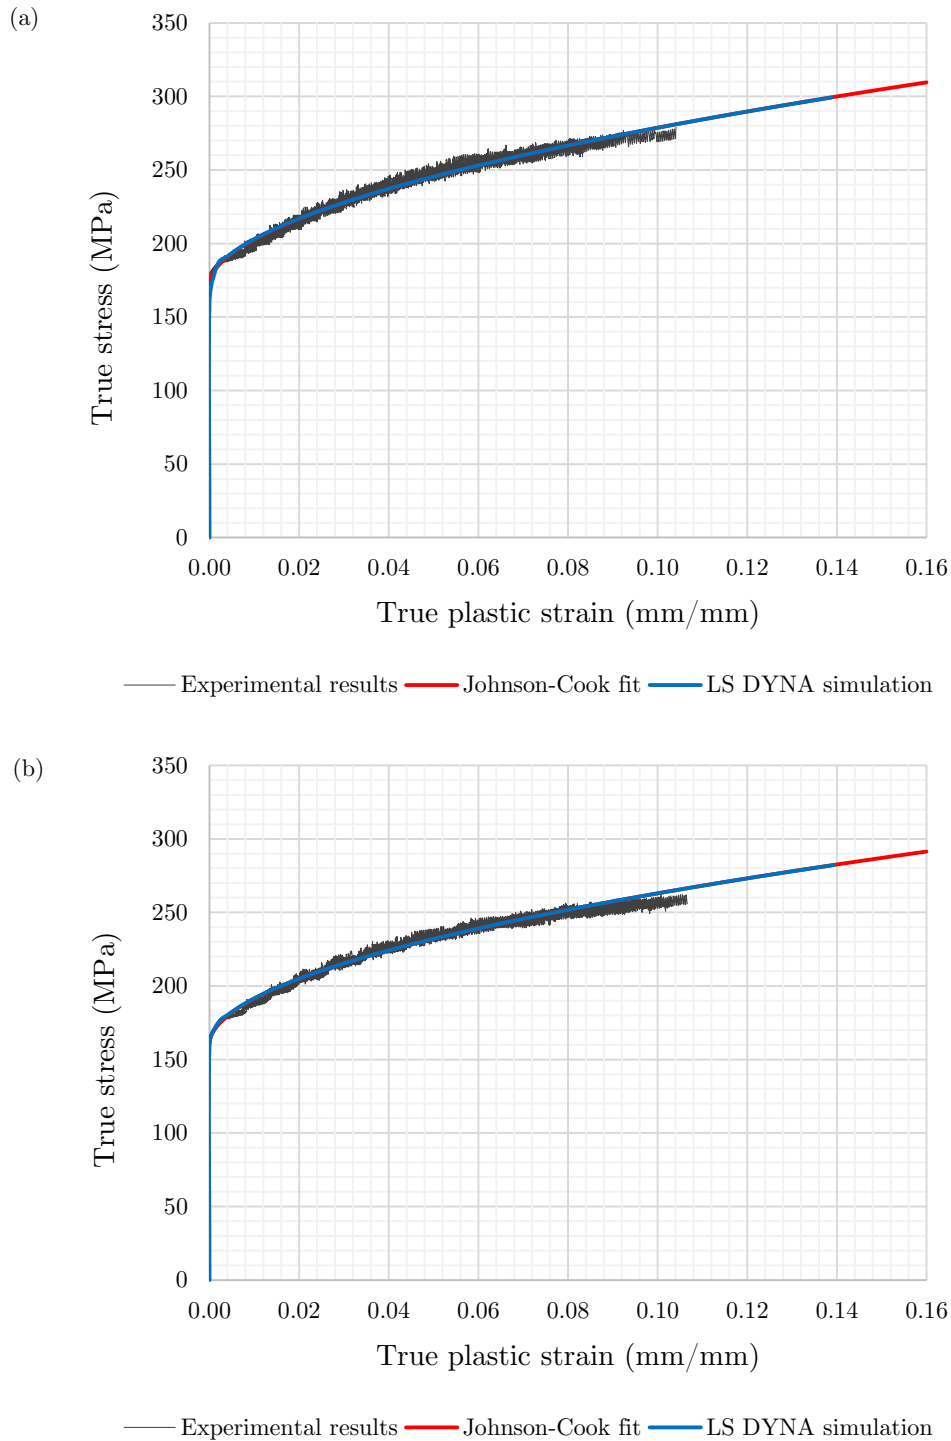 (a)
350
300
250
200
150
100
50
0
True stress (MPa)
0.00 0.02 0.04 0.06 0.08 0.10 0.12 0.14 0.16
True plastic strain (mm/mm)
Experimental results Johnson-Cook fit LS DYNA simulation
(b)
350
300
250
200
150
100
50
0
True stress (MPa)
0.00 0.02 0.04 0.06 0.08 0.10 0.12 0.14 0.16
True plastic strain (mm/mm)
Experimental results Johnson-Cook fit LS DYNA simulation